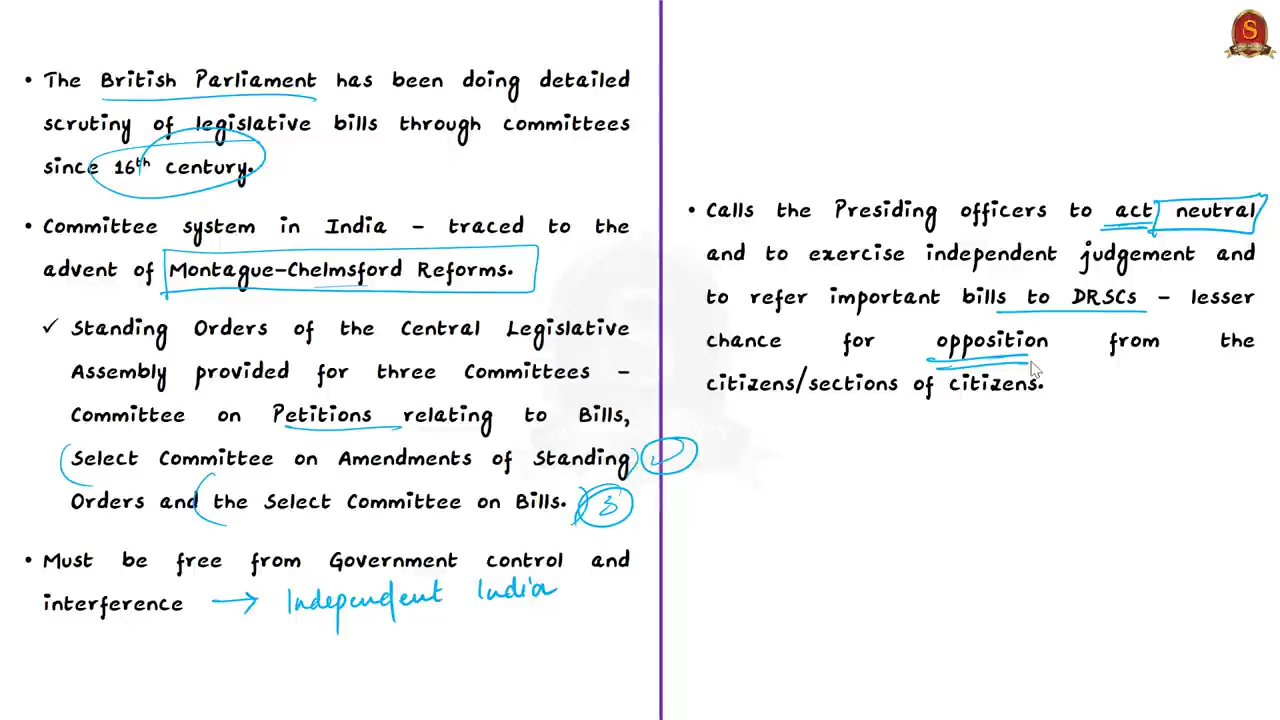 • The British Parliament has been doing detailed
scrutiny of legislative bills through committees
since 16th century.
• Committee system in India - traced to the
advent of Montague-Chelmsford Reforms.
✓ Standing Orders of the Central Legislative
Assembly provided for three Committees -
Committee on Petitions relating to Bills,
Select Committee on Amendments of Standing
Orders and the Select Committee on Bills. 3
• Must be free from Government control and
interference → Independent India
S
• Calls the Presiding officers to act neutral
and to exercise independent judgement and
to refer important bills to DRSCs - lesser
chance for opposition from the
citizens/sections of citizens.